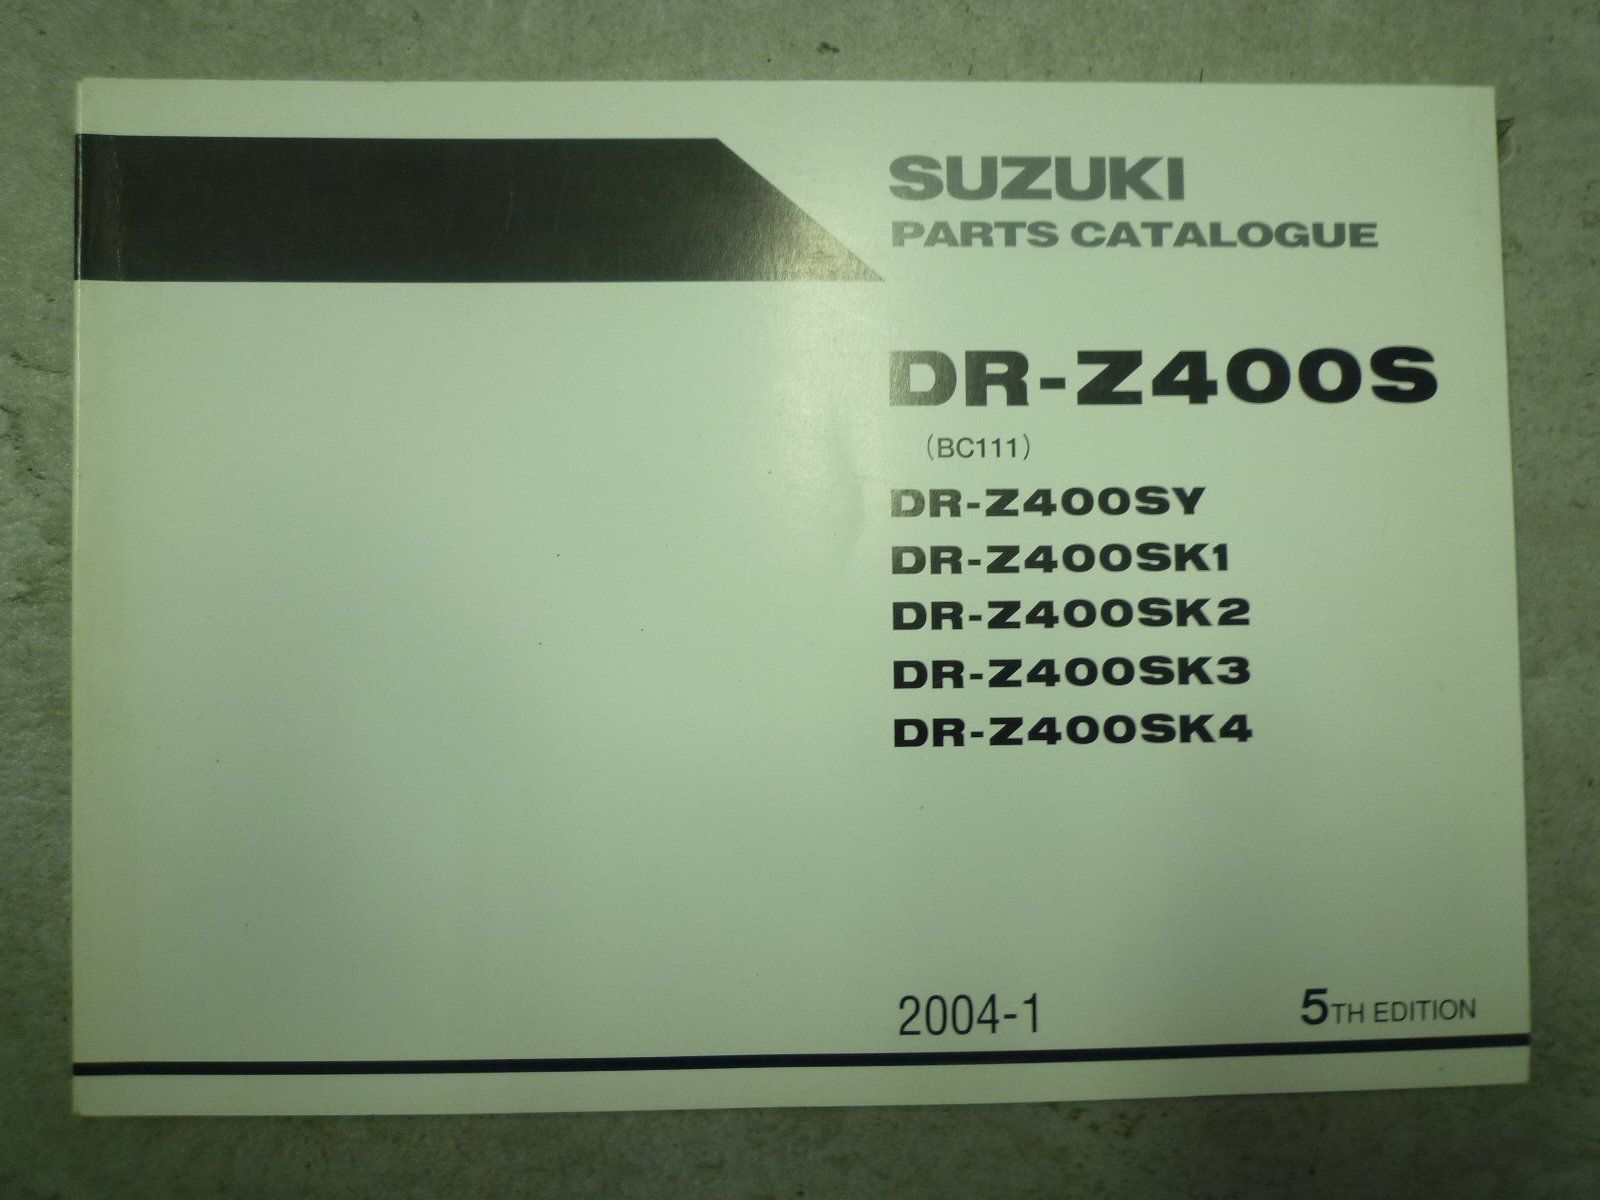 SUZUKI
PARTS CATALOGUE
DR-Z400S
(BC111)
DR-Z400SY
DR-Z400SK1
DR-Z400SK2
DR-Z400SK3
DR-Z400SK4
2004-1 5TH EDITION